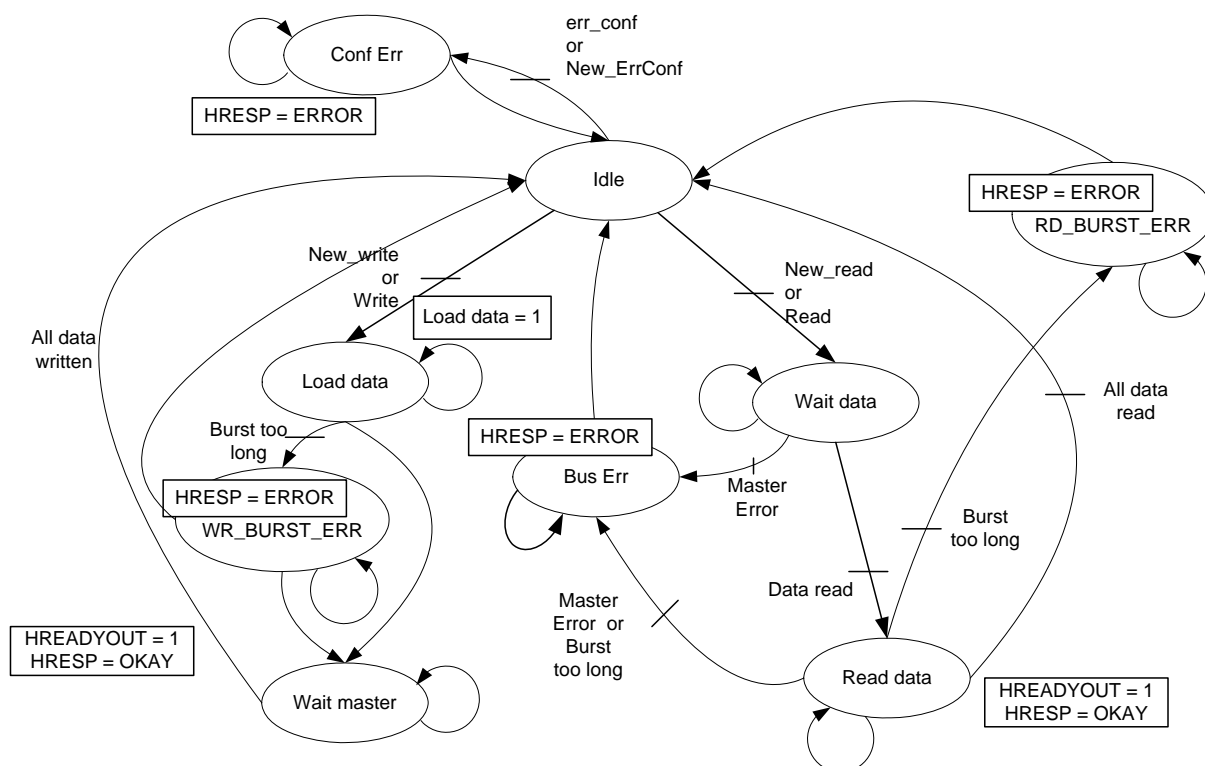 err_conf
or
New_ErrConf
Conf Err
HRESP = ERROR
Idle
HRESP = ERROR
RD_BURST_ERR
New_write
or
Write
New_read
or
Read
Load data = 1
All data
written
Load data
Wait data
All data
read
Burst too
long
HRESP = ERROR
Bus Err
Master
Error
HRESP = ERROR
WR_BURST_ERR
Burst
too long
Data read
Master
Error or
Burst
too long
HREADYOUT = 1
HRESP = OKAY
Wait master
Read data
HREADYOUT = 1
HRESP = OKAY